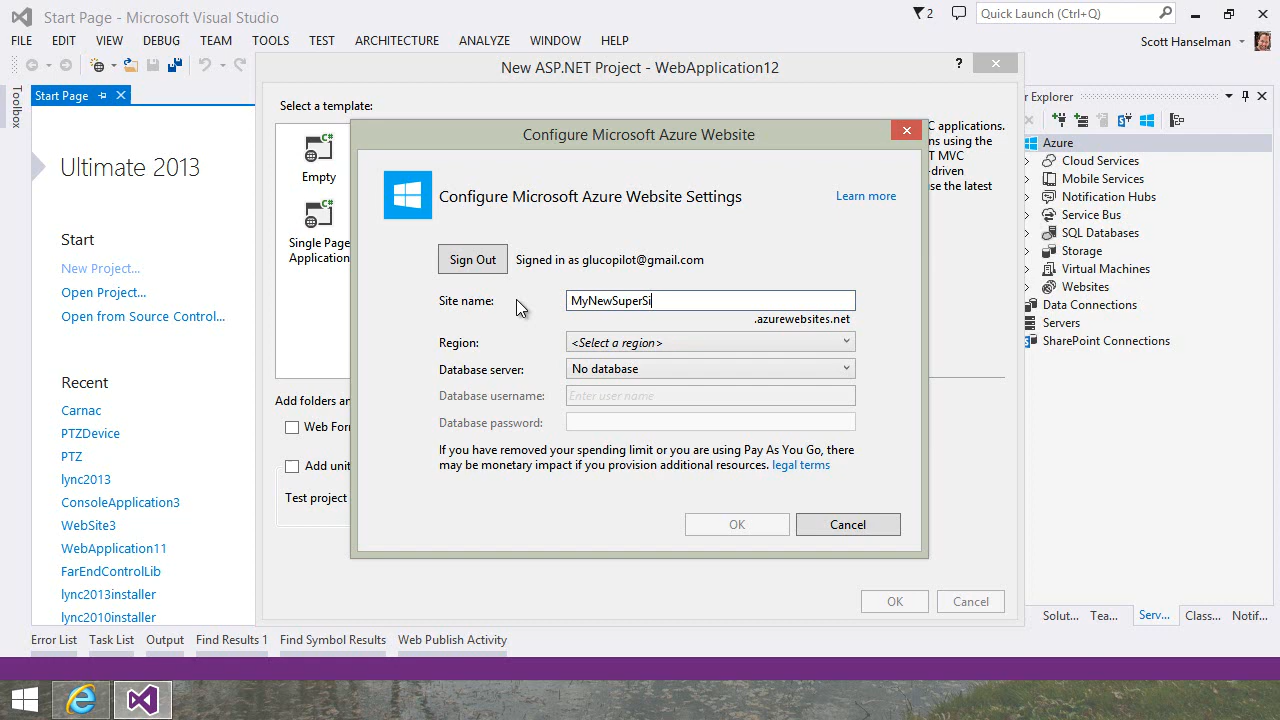 Start Page - Microsoft Visual Studio
2
Quick Launch (Ctrl+Q)
FILE EDIT VIEW DEBUG TEAM TOOLS TEST ARCHITECTURE ANALYZE WINDOW HELP
Scott Hanselman
Toolbox
Start Page
Ultimate 2013
Start
New Project...
Open Project...
Open from Source Control...
Recent
Carnac
PTZDevice
PTZ
lync2013
ConsoleApplication3
WebSite3
WebApplication11
FarEndControlLib
lync2013installer
lync2010installer
New ASP.NET Project - WebApplication12
?
Select a template:
Empty
Single Page
Application
C applications.
ns using the
T MVC
-driven
se the latest
Add folders an
Web For
Add unit
Test project
OK
Cancel
Configure Microsoft Azure Website
Configure Microsoft Azure Website Settings
Learn more
Sign Out
Signed in as glucopilot@gmail.com
Site name:
MyNewSuperSi
.azurewebsites.net
Region:
<Select a region>
Database server:
No database
Database username:
Enter user name
Database password:
If you have removed your spending limit or you are using Pay As You Go, there
may be monetary impact if you provision additional resources. legal terms
OK
Cancel
r Explorer
Azure
Cloud Services
Mobile Services
Notification Hubs
Service Bus
SQL Databases
Storage
Virtual Machines
Websites
Data Connections
Servers
SharePoint Connections
Solut... Tea... Serv... Class... Notif...
Error List Task List Output Find Results 1 Find Symbol Results Web Publish Activity